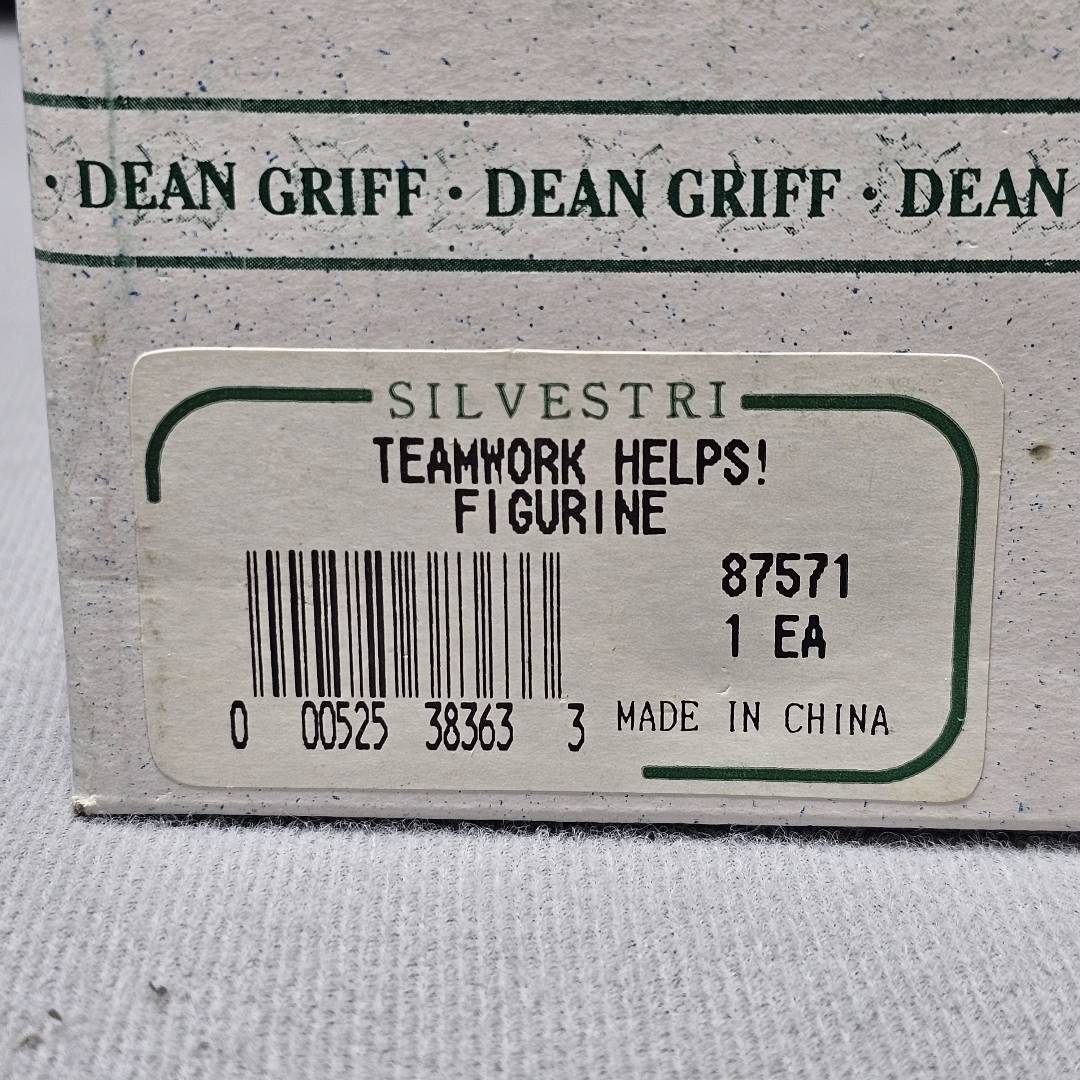 • DEAN GRIFF • DEAN GRIFF • DEAN
SILVESTRI
TEAMWORK HELPS!
FIGURINE
87571
1 EA
0 00525 38363 3
MADE IN CHINA